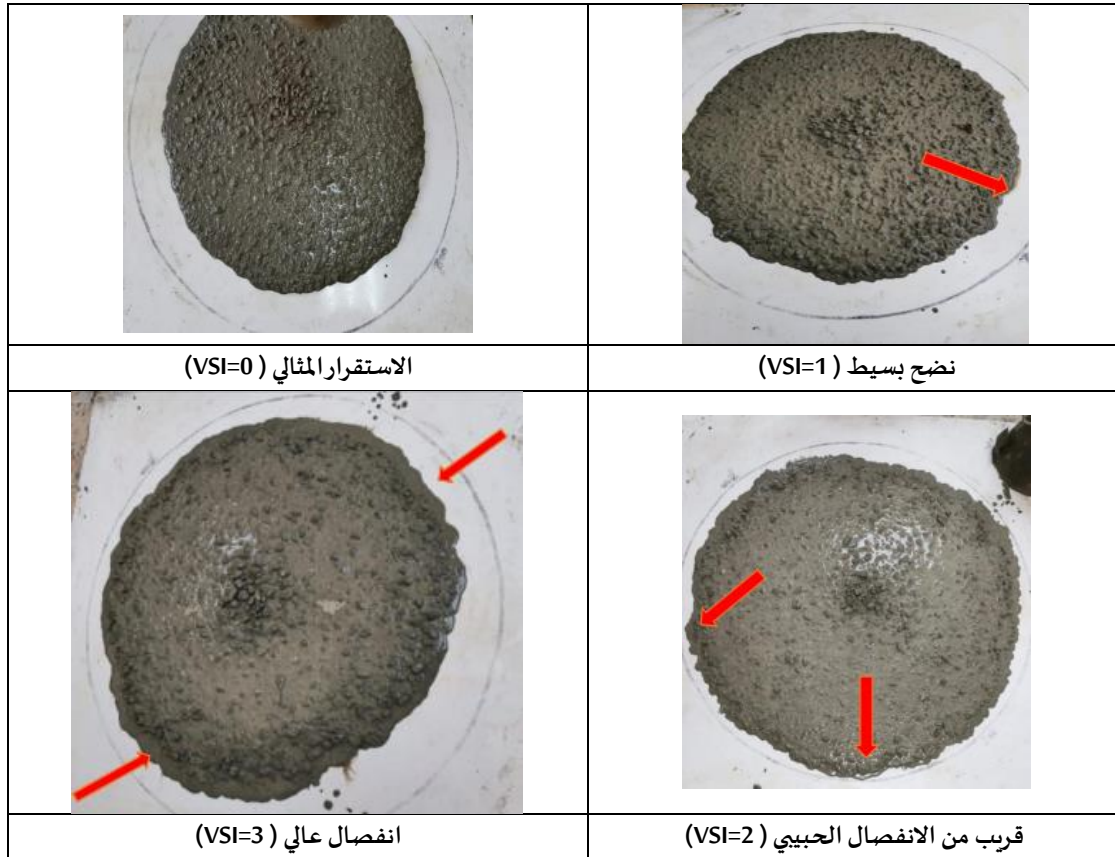 نضح بسيط (VSI=1)
الاستقرار المثالي (VSI=0)
قريب من الانفصال الحبيبي (VSI=2)
انفصال عالي (VSI=3)